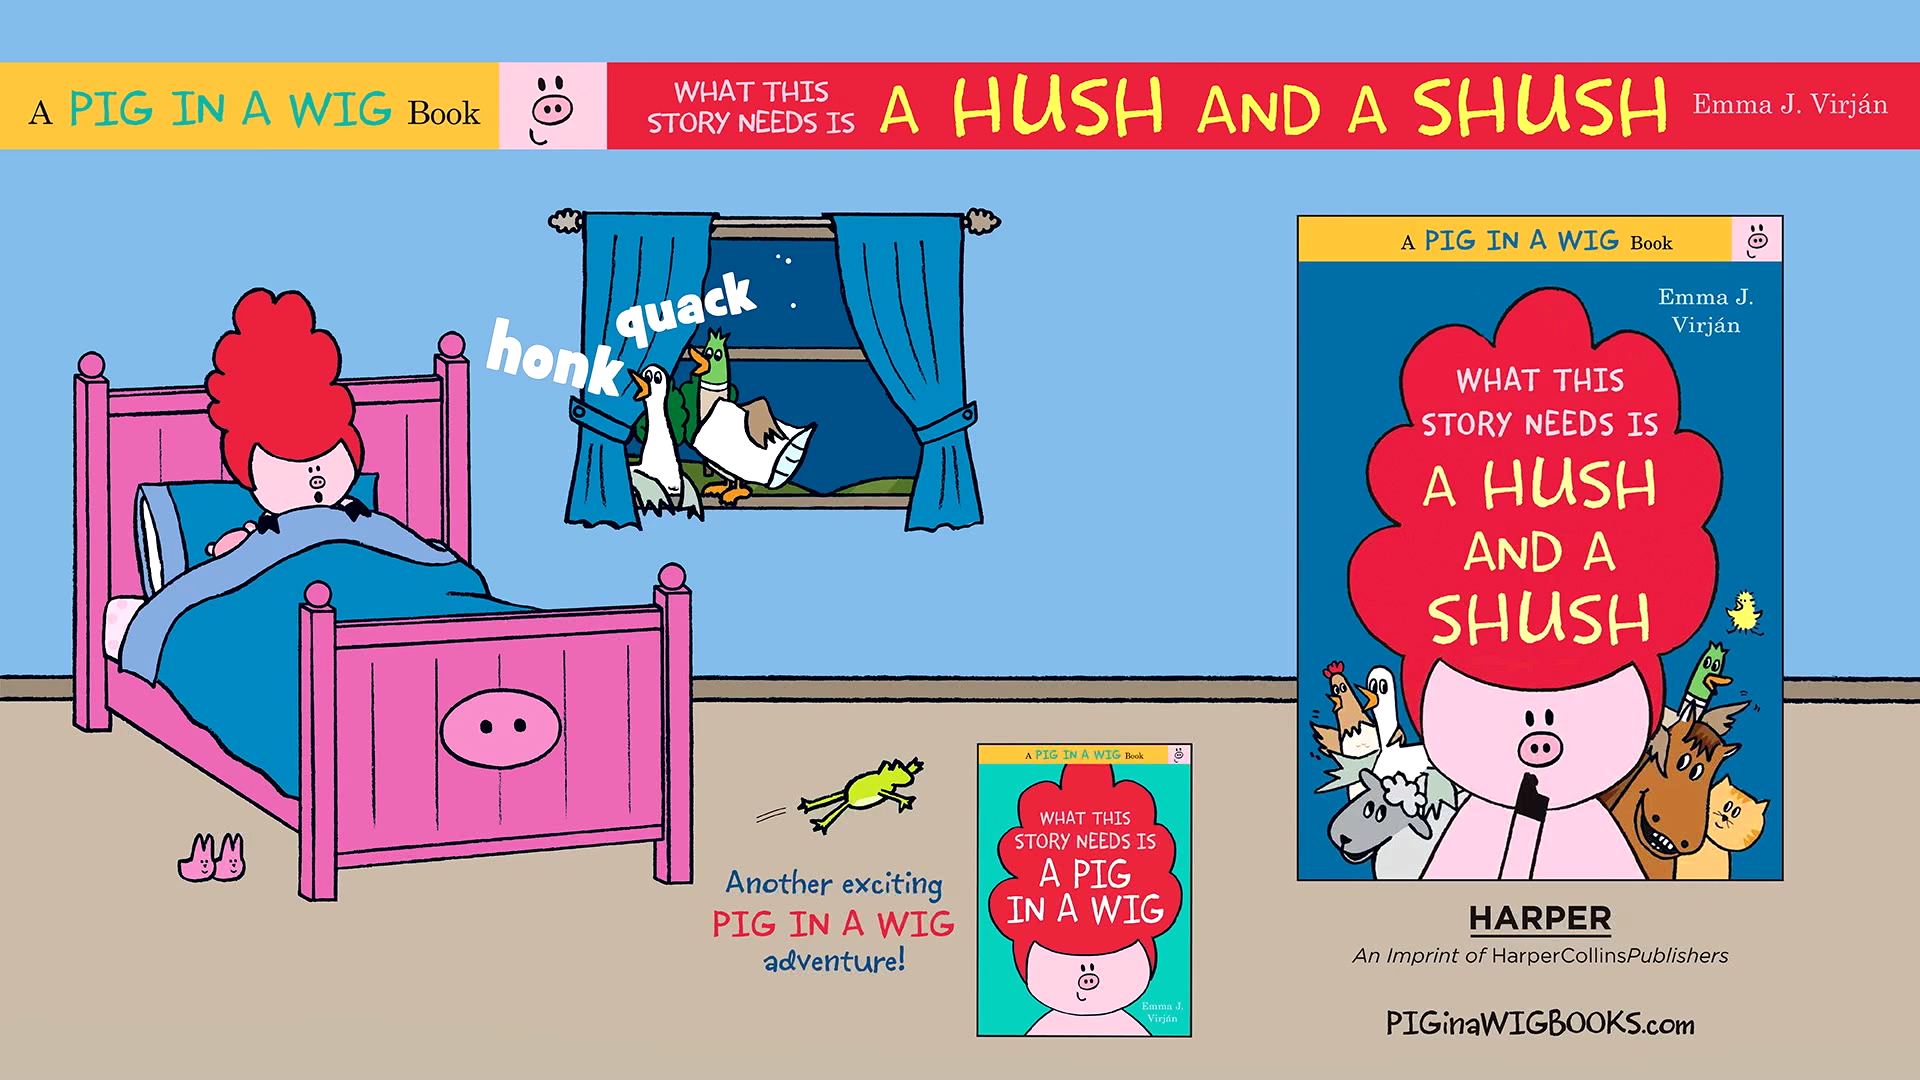 A PIG IN A WIG Book
WHAT THIS
STORY NEEDS IS
A HUSH AND A SHUSH
Emma J. Virján
quack
honk
A PIG IN A WIG Book
Emma J.
Virján
WHAT THIS
STORY NEEDS IS
A HUSH
AND A
SHUSH
Another exciting
PIG IN A WIG
adventure!
A PIG IN A WIG Book
WHAT THIS
STORY NEEDS IS
A PIG
IN A WIG
Emma J.
Virján
HARPER
An Imprint of HarperCollinsPublishers
PIGinaWIGBOOKS.com